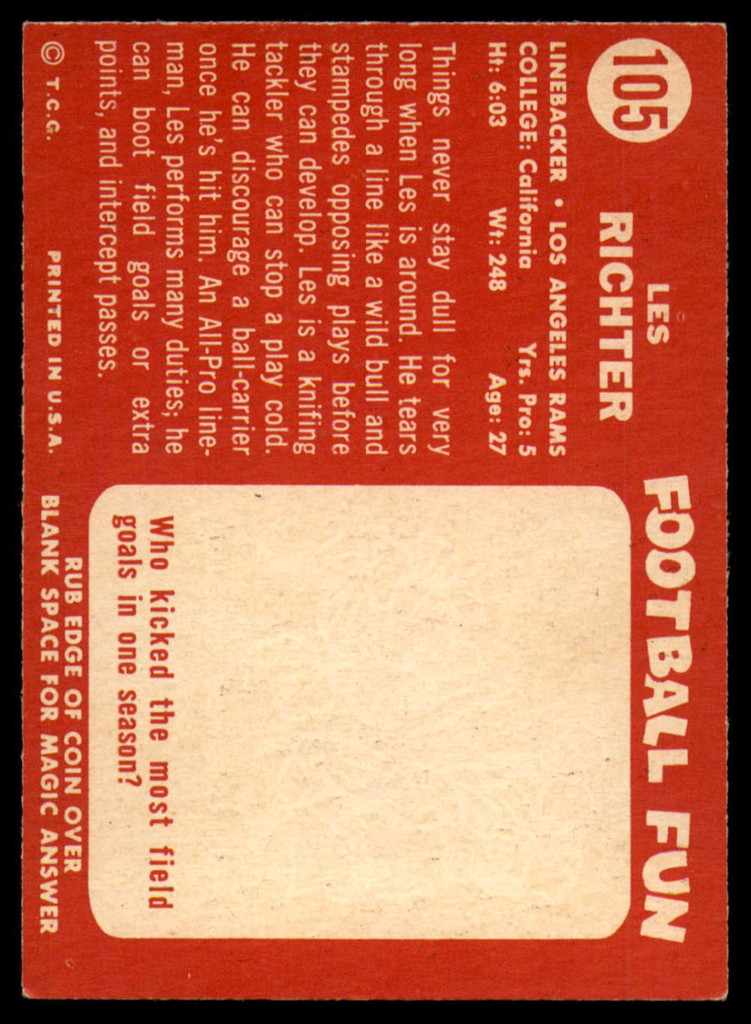 105
LES
RICHTER
LINEBACKER • LOS ANGELES RAMS
COLLEGE: California Yrs. Pro: 5
Ht: 6:03 Wt: 248 Age: 27
Things never stay dull for very
long when Les is around. He tears
through a line like a wild bull and
stampedes opposing plays before
they can develop. Les is a knifing
tackler who can stop a play cold.
He can discourage a ball-carrier
once he's hit him. An All-Pro line-
man, Les performs many duties; he
can boot field goals or extra
points, and intercept passes.
© T.C.G. PRINTED IN U.S.A.
FOOTBALL FUN
Who kicked the most field
goals in one season?
RUB EDGE OF COIN OVER
BLANK SPACE FOR MAGIC ANSWER